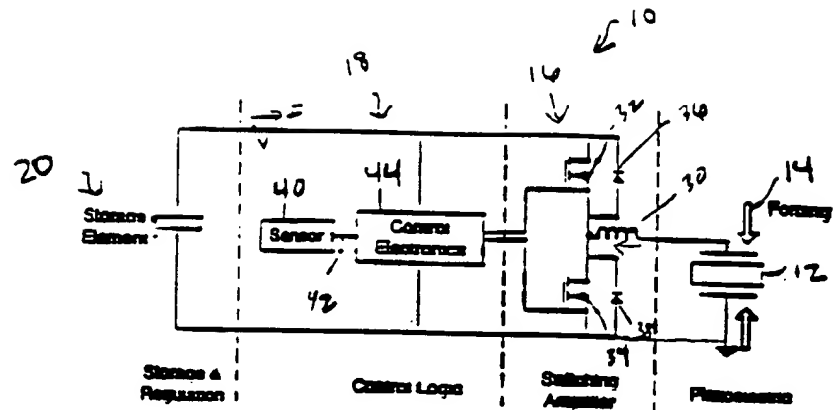 10
18
16
32
36
20
40
44
30
14
Storage
Element
Sensor
Control
Electronics
Forcing
12
42
34
Storage &
Regulation
Control Logic
Switching
Amplifier
Piezoelectric